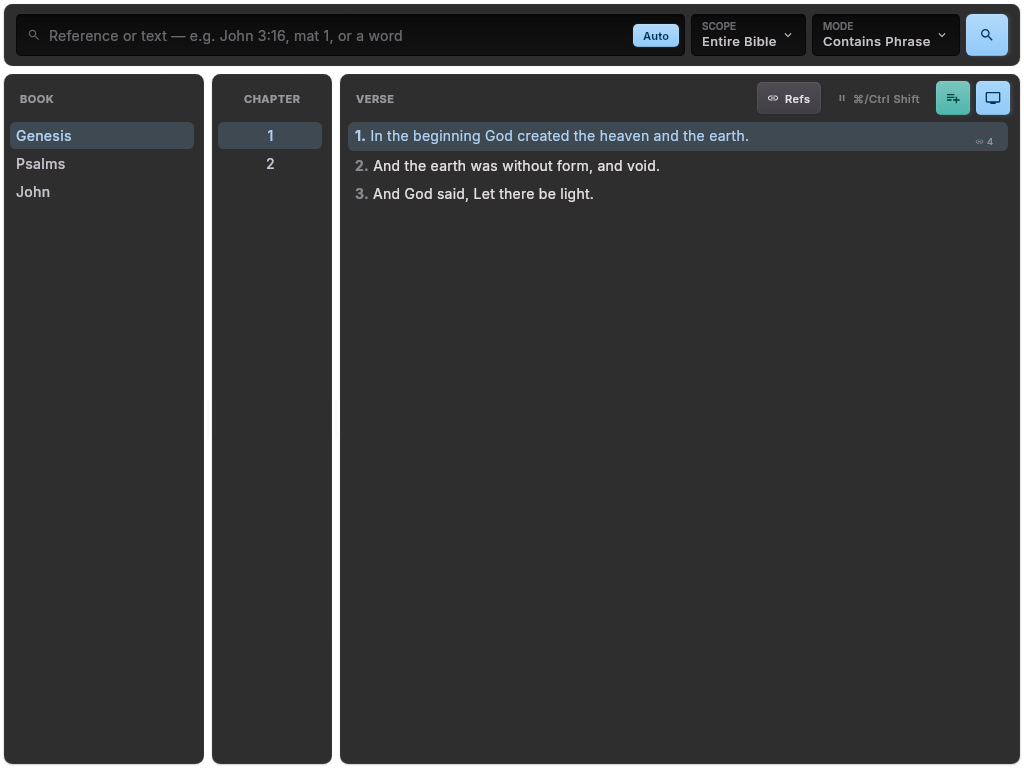 Reference or text — e.g. John 3:16, mat 1, or a word
Auto
SCOPE
Entire Bible
MODE
Contains Phrase
BOOK
Genesis
Psalms
John
CHAPTER
1
2
VERSE
Refs
⌘/Ctrl Shift
1. In the beginning God created the heaven and the earth.
4
2. And the earth was without form, and void.
3. And God said, Let there be light.